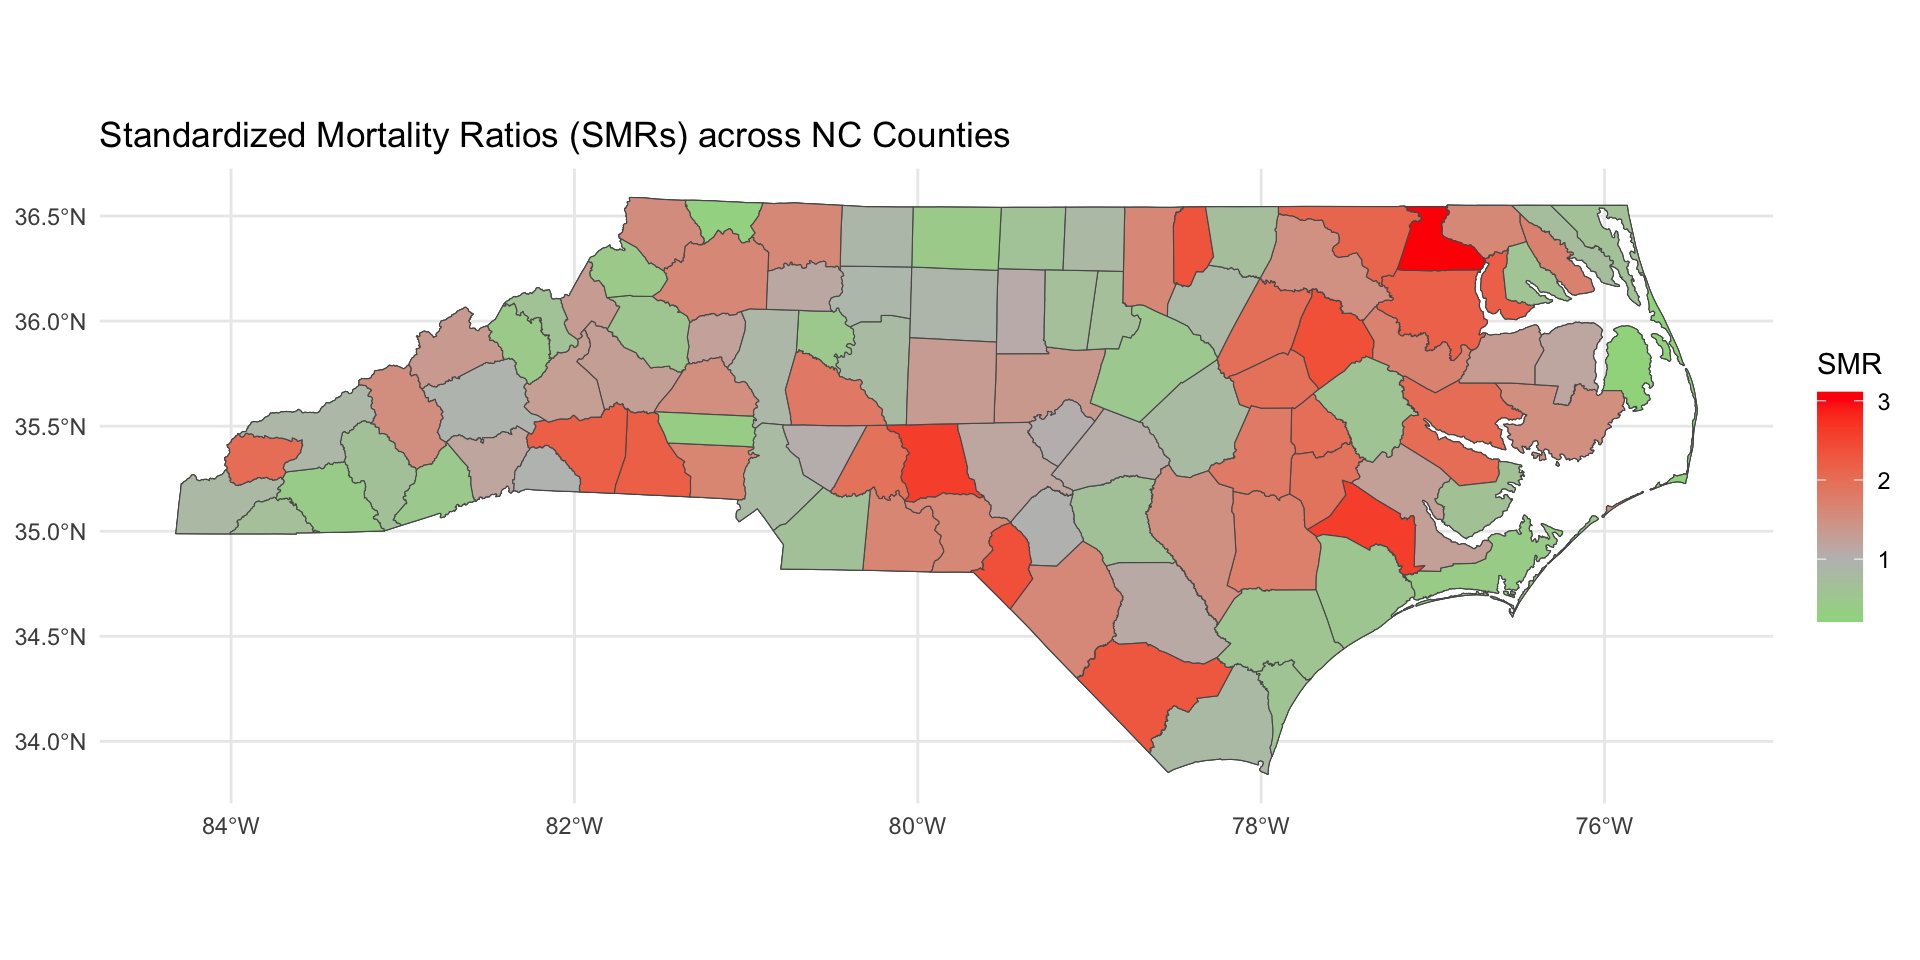 Standardized Mortality Ratios (SMRs) across NC Counties
36.5°N
36.0°N
35.5°N
35.0°N
34.5°N
34.0°N
84°W
82°W
80°W
78°W
76°W
SMR
3
2
1